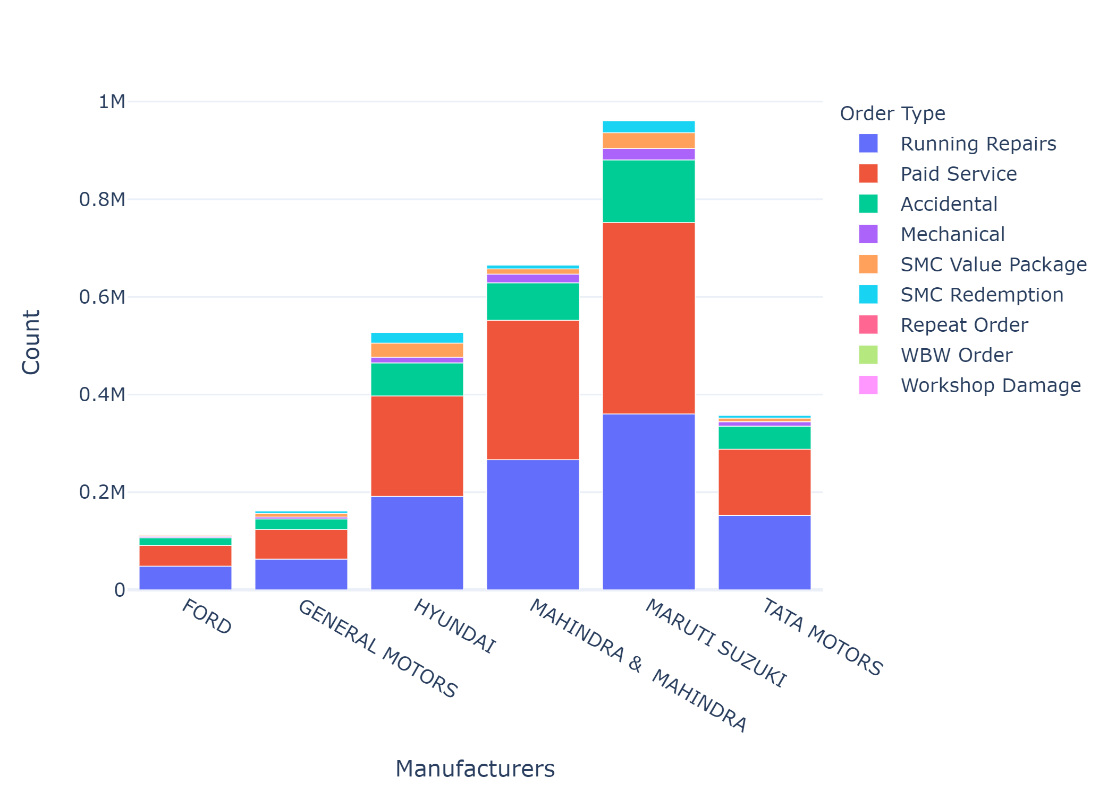 1M
0.8M
0.6M
0.4M
0.2M
0
Count
FORD
GENERAL MOTORS
HYUNDAI
MAHINDRA &  MAHINDRA
MARUTI SUZUKI
TATA MOTORS
Manufacturers
Order Type
Running Repairs
Paid Service
Accidental
Mechanical
SMC Value Package
SMC Redemption
Repeat Order
WBW Order
Workshop Damage